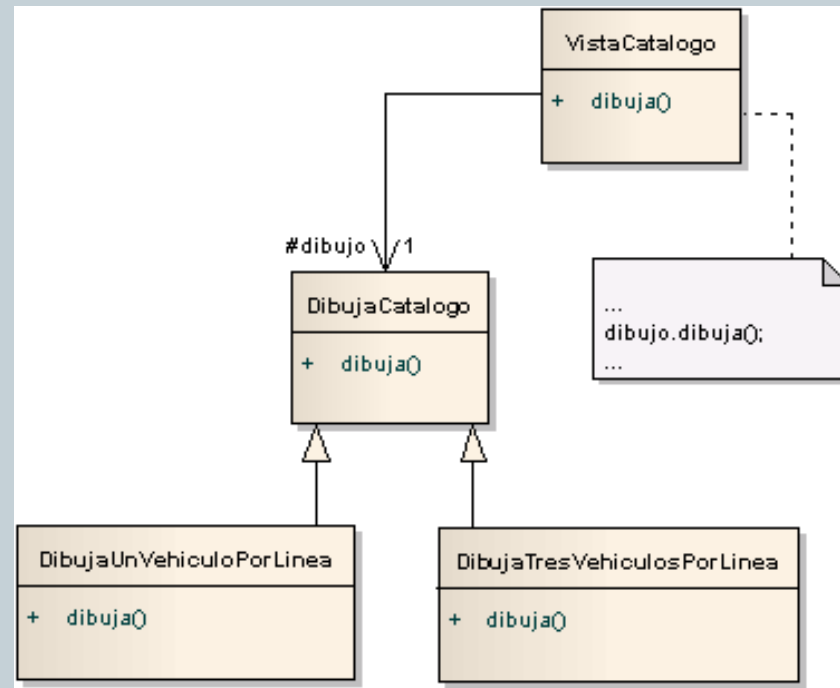 VistaCatalogo
+ dibuja()
#dibujo 1
DibujaCatalogo
+ dibuja()
...
dibujo.dibuja();
...
DibujaUnVehiculoPorLinea
+ dibuja()
DibujaTresVehiculosPorLinea
+ dibuja()